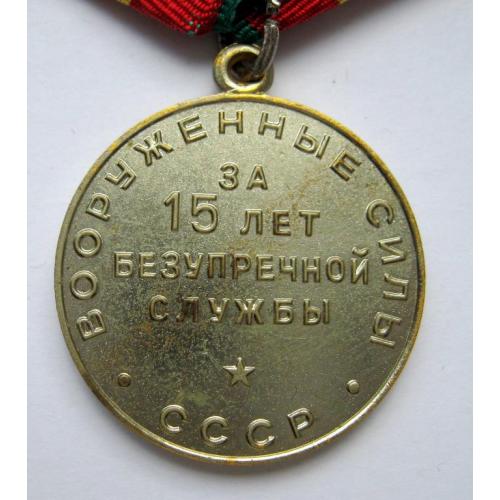 ВООРУЖЕННЫЕ СИЛЫ
ЗА
15 ЛЕТ
БЕЗУПРЕЧНОЙ
СЛУЖБЫ
• СССР •